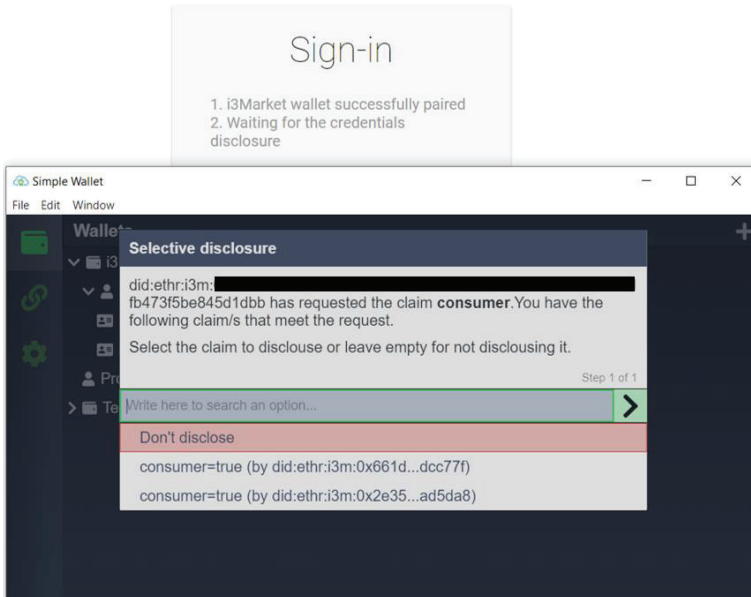 Sign-in
1. i3Market wallet successfully paired
2. Waiting for the credentials
disclosure
Simple Wallet
File Edit Window
Wallets
i3
Selective disclosure
did:ethr:i3m:
fb473f5be845d1dbb has requested the claim consumer.You have the
following claim/s that meet the request.
Select the claim to disclouse or leave empty for not disclousing it.
Step 1 of 1
Pro
Te
Write here to search an option...
Don't disclose
consumer=true (by did:ethr:i3m:0x661d...dcc77f)
consumer=true (by did:ethr:i3m:0x2e35...ad5da8)